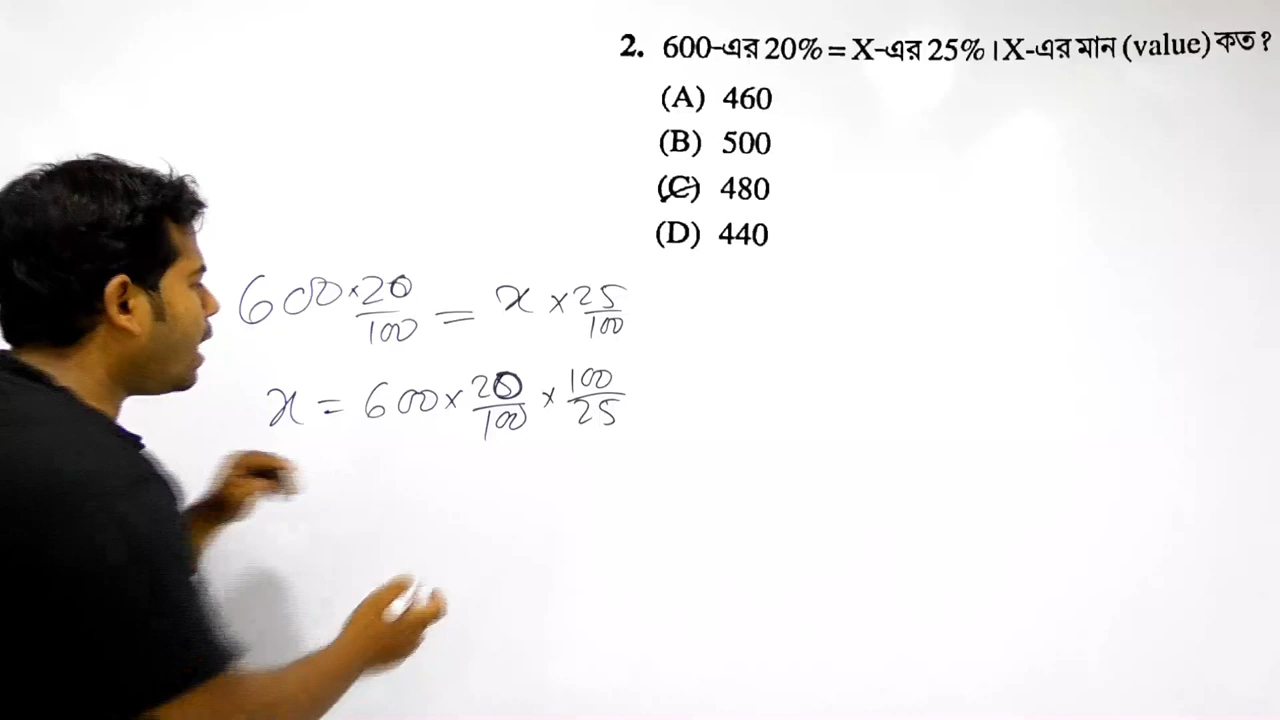 2. 600-এর 20% = X-এর 25% । X-এর মান (value) কত ?
(A) 460
(B) 500
(C) 480
(D) 440
600 × 20/100 = x × 25/100
x = 600 × 20/100 × 100/25